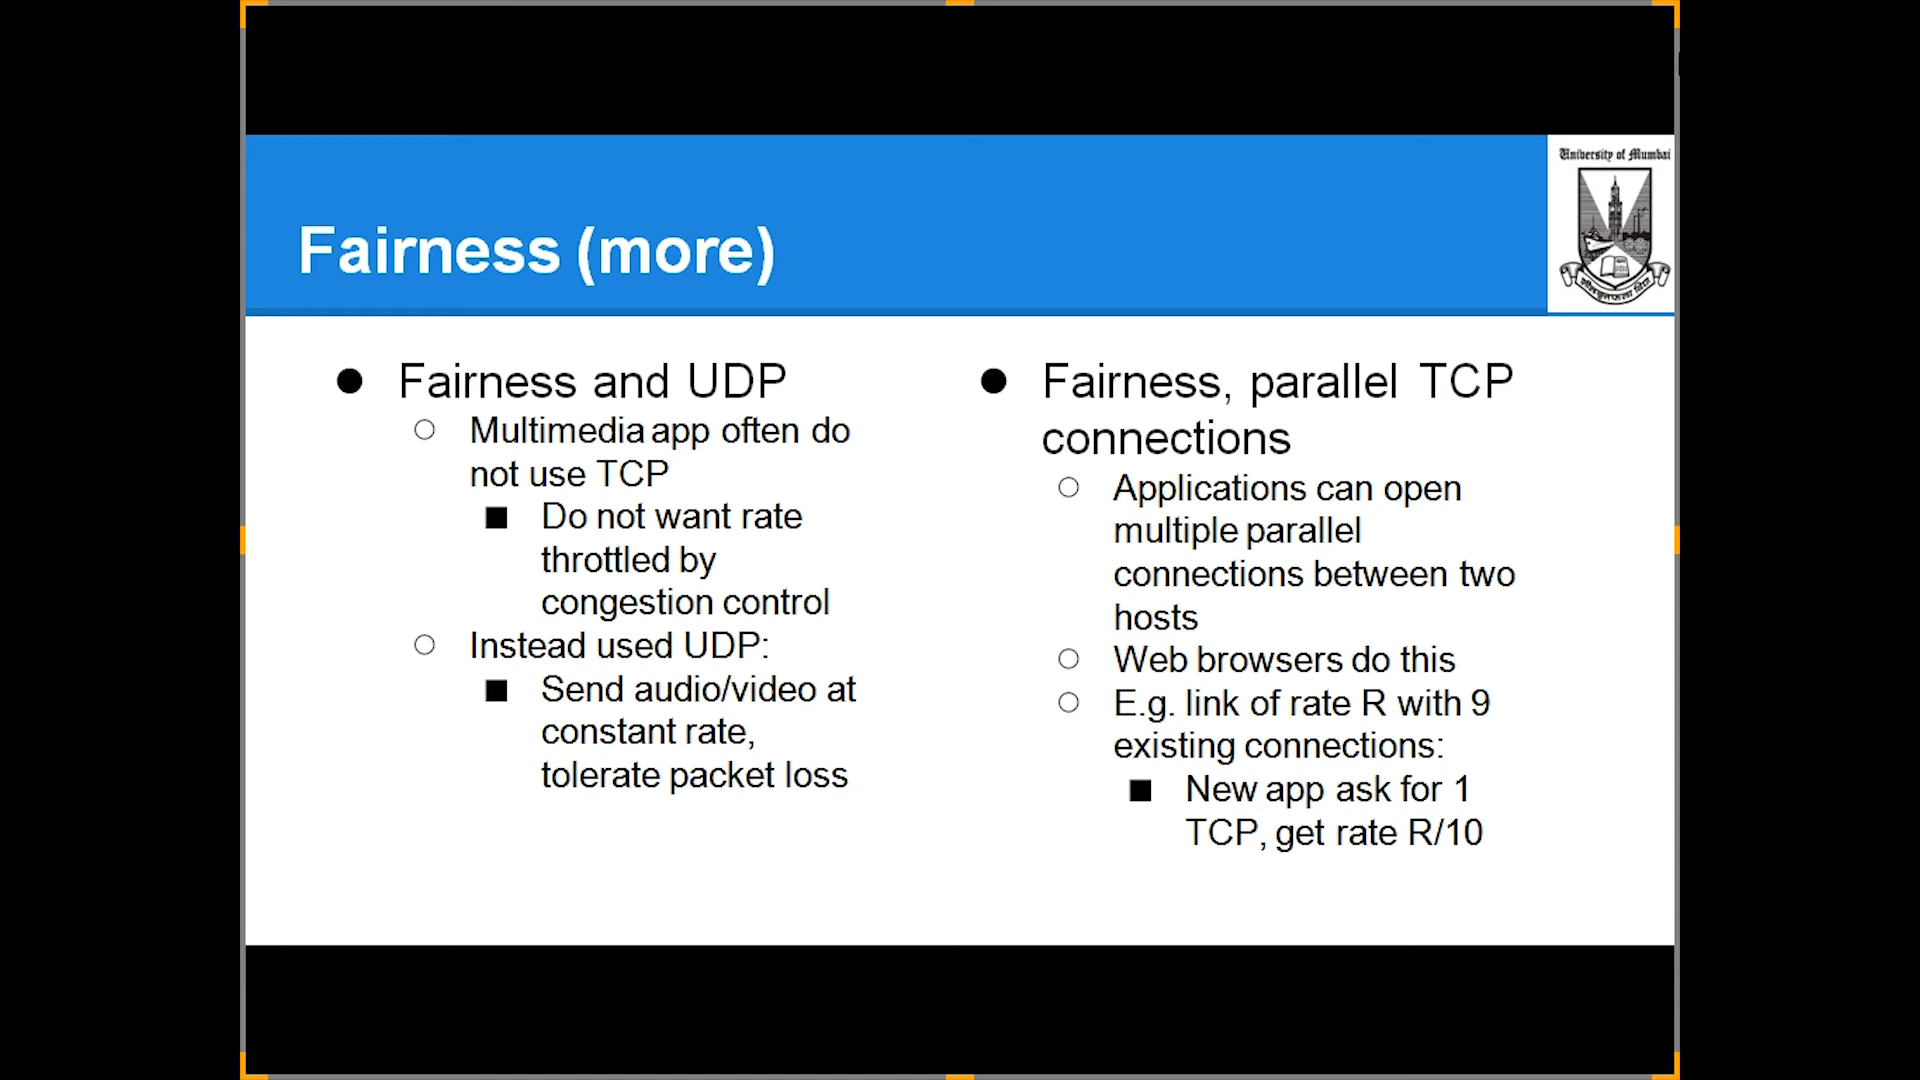 University of Mumbai
Fairness (more)
● Fairness and UDP
○ Multimedia app often do
not use TCP
■ Do not want rate
throttled by
congestion control
○ Instead used UDP:
■ Send audio/video at
constant rate,
tolerate packet loss
● Fairness, parallel TCP
connections
○ Applications can open
multiple parallel
connections between two
hosts
○ Web browsers do this
○ E.g. link of rate R with 9
existing connections:
■ New app ask for 1
TCP, get rate R/10